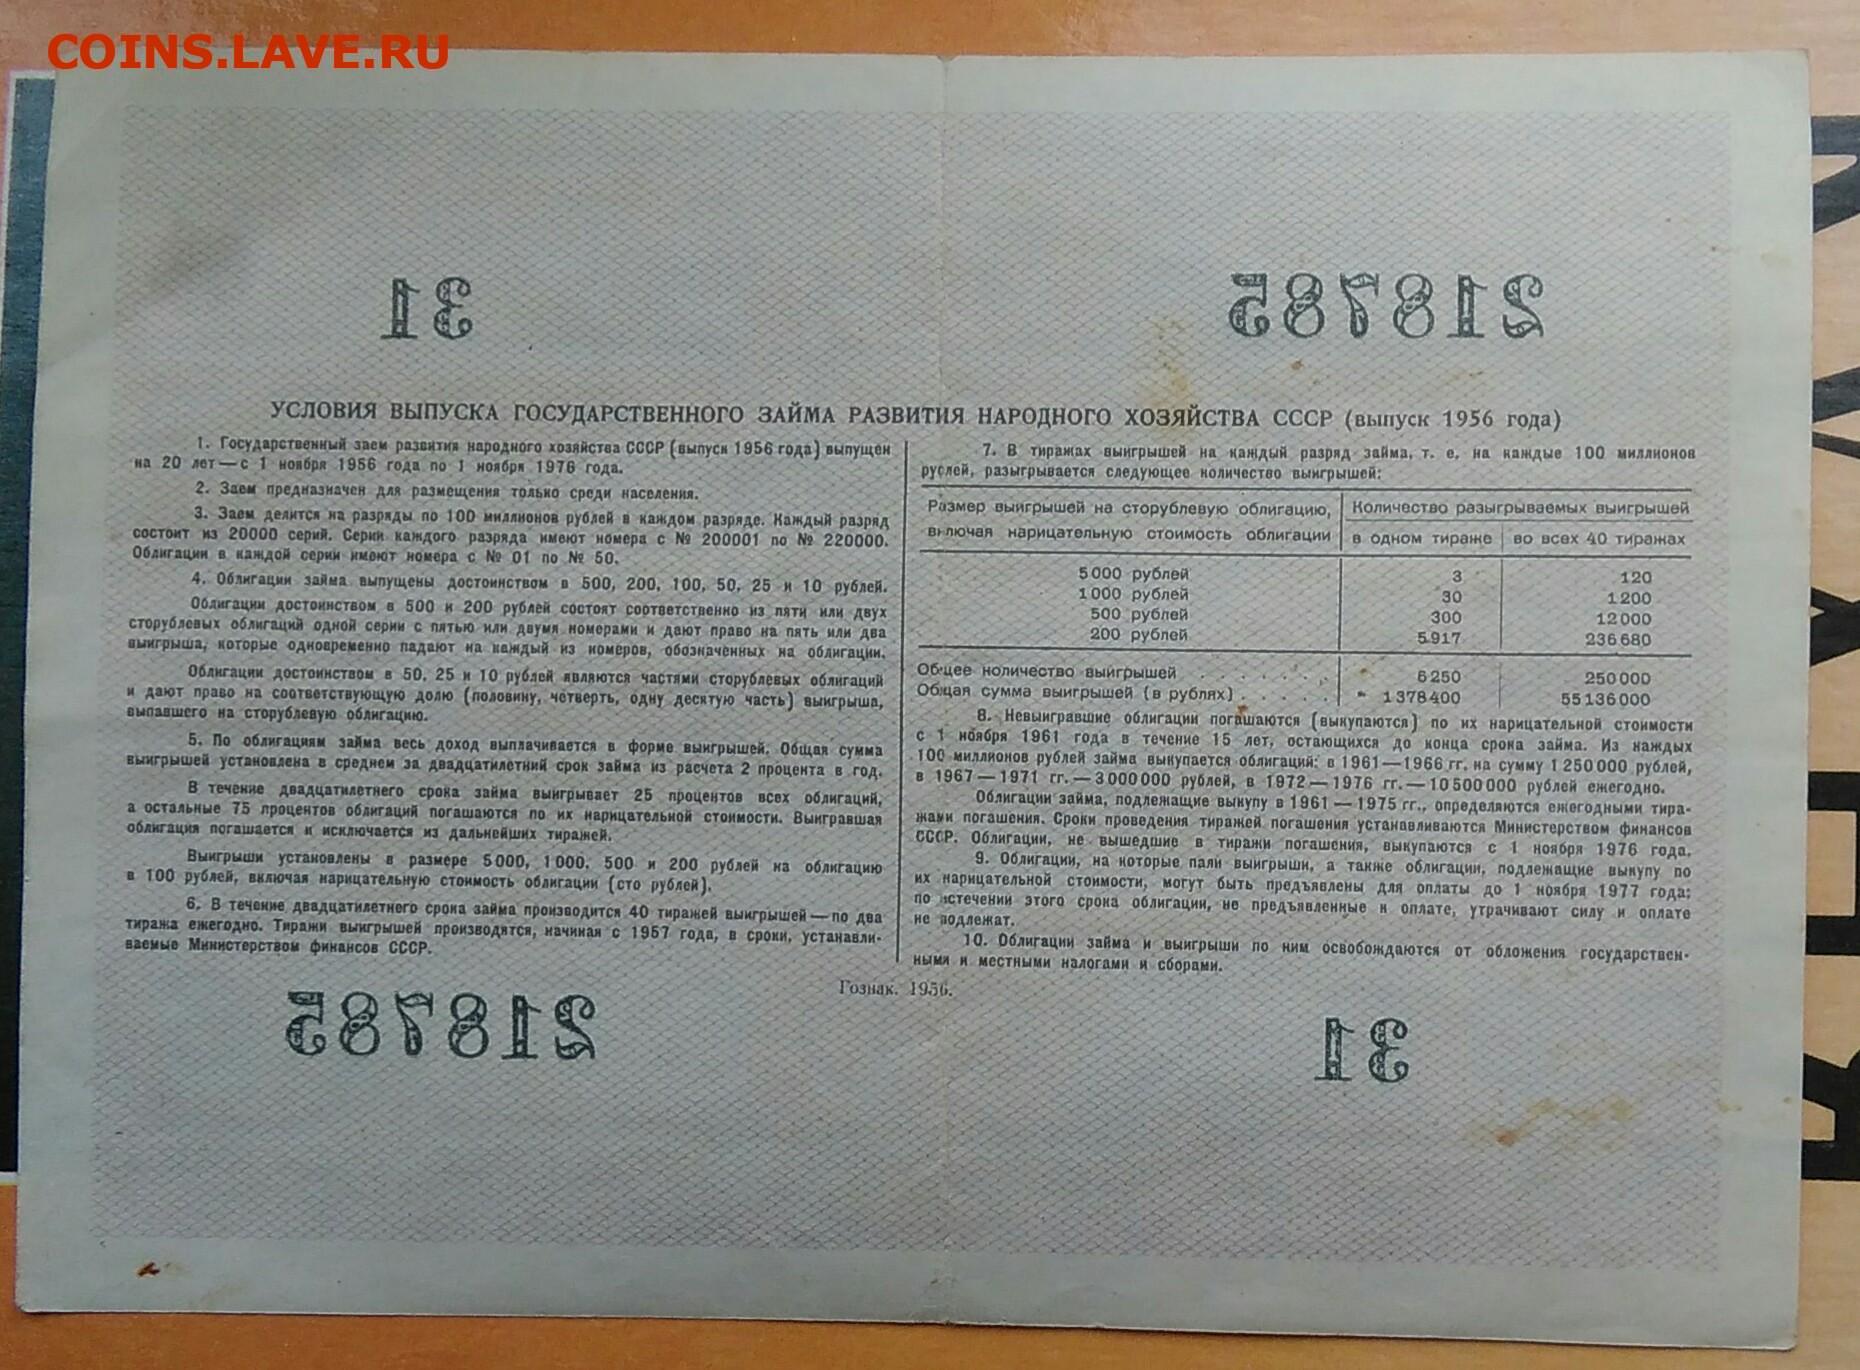 COINS.LAVE.RU
31
218785
УСЛОВИЯ ВЫПУСКА ГОСУДАРСТВЕННОГО ЗАЙМА РАЗВИТИЯ НАРОДНОГО ХОЗЯЙСТВА СССР (выпуск 1956 года)
1. Государственный заем развития народного хозяйства СССР (выпуск 1956 года) выпущен
на 20 лет — с 1 ноября 1956 года по 1 ноября 1976 года.
2. Заем предназначен для размещения только среди населения.
3. Заем делится на разряды по 100 миллионов рублей в каждом разряде. Каждый разряд
состоит из 20000 серий. Серии каждого разряда имеют номера с № 200001 по № 220000.
Облигации в каждой серии имеют номера с № 01 по № 50.
4. Облигации займа выпущены достоинством в 500, 200, 100, 50, 25 и 10 рублей.
Облигации достоинством в 500 и 200 рублей состоят соответственно из пяти или двух
сторублевых облигаций одной серии с пятью или двумя номерами и дают право на пять или два
выигрыша, которые одновременно падают на каждый из номеров, обозначенных на облигации.
Облигации достоинством в 50, 25 и 10 рублей являются частями сторублевых облигаций
и дают право на соответствующую долю (половину, четверть, одну десятую часть) выигрыша,
выпавшего на сторублевую облигацию.
5. По облигациям займа весь доход выплачивается в форме выигрышей. Общая сумма
выигрышей установлена в среднем за двадцатилетний срок займа из расчета 2 процента в год.
В течение двадцатилетнего срока займа выигрывает 25 процентов всех облигаций,
а остальные 75 процентов облигаций погашаются по их нарицательной стоимости. Выигравшая
облигация погашается и исключается из дальнейших тиражей.
Выигрыши установлены в размере 5000, 1000, 500 и 200 рублей на облигацию
в 100 рублей, включая нарицательную стоимость облигации (сто рублей).
6. В течение двадцатилетнего срока займа производится 40 тиражей выигрышей — по два
тиража ежегодно. Тиражи выигрышей производятся, начиная с 1957 года, в сроки, устанавли-
ваемые Министерством финансов СССР.
7. В тиражах выигрышей на каждый разряд займа, т. е. на каждые 100 миллионов
рублей, разыгрывается следующее количество выигрышей:
Размер выигрышей на сторублевую облигацию, Количество разыгрываемых выигрышей
включая нарицательную стоимость облигации в одном тираже во всех 40 тиражах
5000 рублей 3 120
1000 рублей 30 1200
500 рублей 300 12000
200 рублей 5917 236680
Общее количество выигрышей . . . . . . 6250 250000
Общая сумма выигрышей (в рублях) . . . . 1378400 55136000
8. Невыигравшие облигации погашаются (выкупаются) по их нарицательной стоимости
с 1 ноября 1961 года в течение 15 лет, остающихся до конца срока займа. Из каждых
100 миллионов рублей займа выкупается облигаций: в 1961—1966 гг. на сумму 1250000 рублей,
в 1967—1971 гг. — 3000000 рублей, в 1972—1976 гг. — 10500000 рублей ежегодно.
Облигации займа, подлежащие выкупу в 1961—1975 гг., определяются ежегодными тира-
жами погашения. Сроки проведения тиражей погашения устанавливаются Министерством финансов
СССР. Облигации, не вышедшие в тиражи погашения, выкупаются с 1 ноября 1976 года.
9. Облигации, на которые пали выигрыши, а также облигации, подлежащие выкупу по
их нарицательной стоимости, могут быть предъявлены для оплаты до 1 ноября 1977 года;
по истечении этого срока облигации, не предъявленные к оплате, утрачивают силу и оплате
не подлежат.
10. Облигации займа и выигрыши по ним освобождаются от обложения государствен-
ными и местными налогами и сборами.
Гознак. 1956.
218785
31